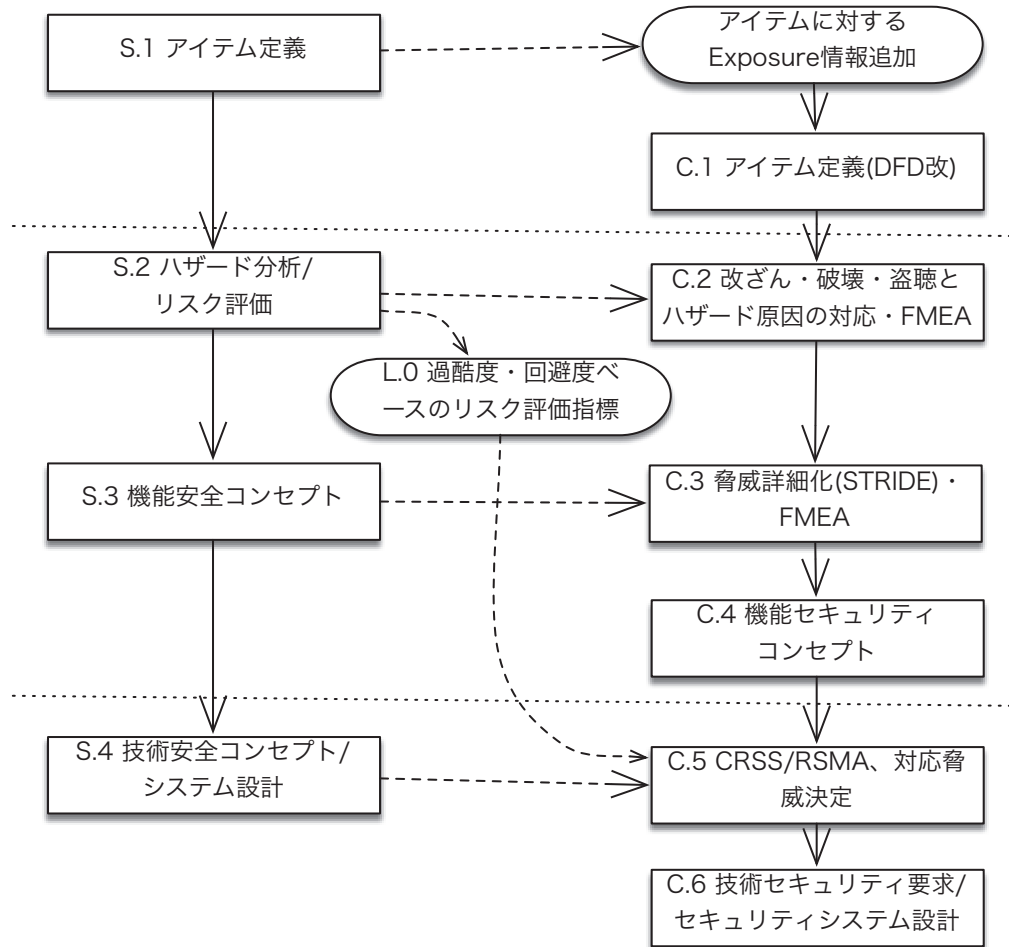 S.1 アイテム定義
アイテムに対する
Exposure情報追加
C.1 アイテム定義(DFD改)
S.2 ハザード分析/
リスク評価
C.2 改ざん・破壊・盗聴と
ハザード原因の対応・FMEA
L.0 過酷度・回避度ベ
ースのリスク評価指標
S.3 機能安全コンセプト
C.3 脅威詳細化(STRIDE)・
FMEA
C.4 機能セキュリティ
コンセプト
S.4 技術安全コンセプト/
システム設計
C.5 CRSS/RSMA、対応脅
威決定
C.6 技術セキュリティ要求/
セキュリティシステム設計